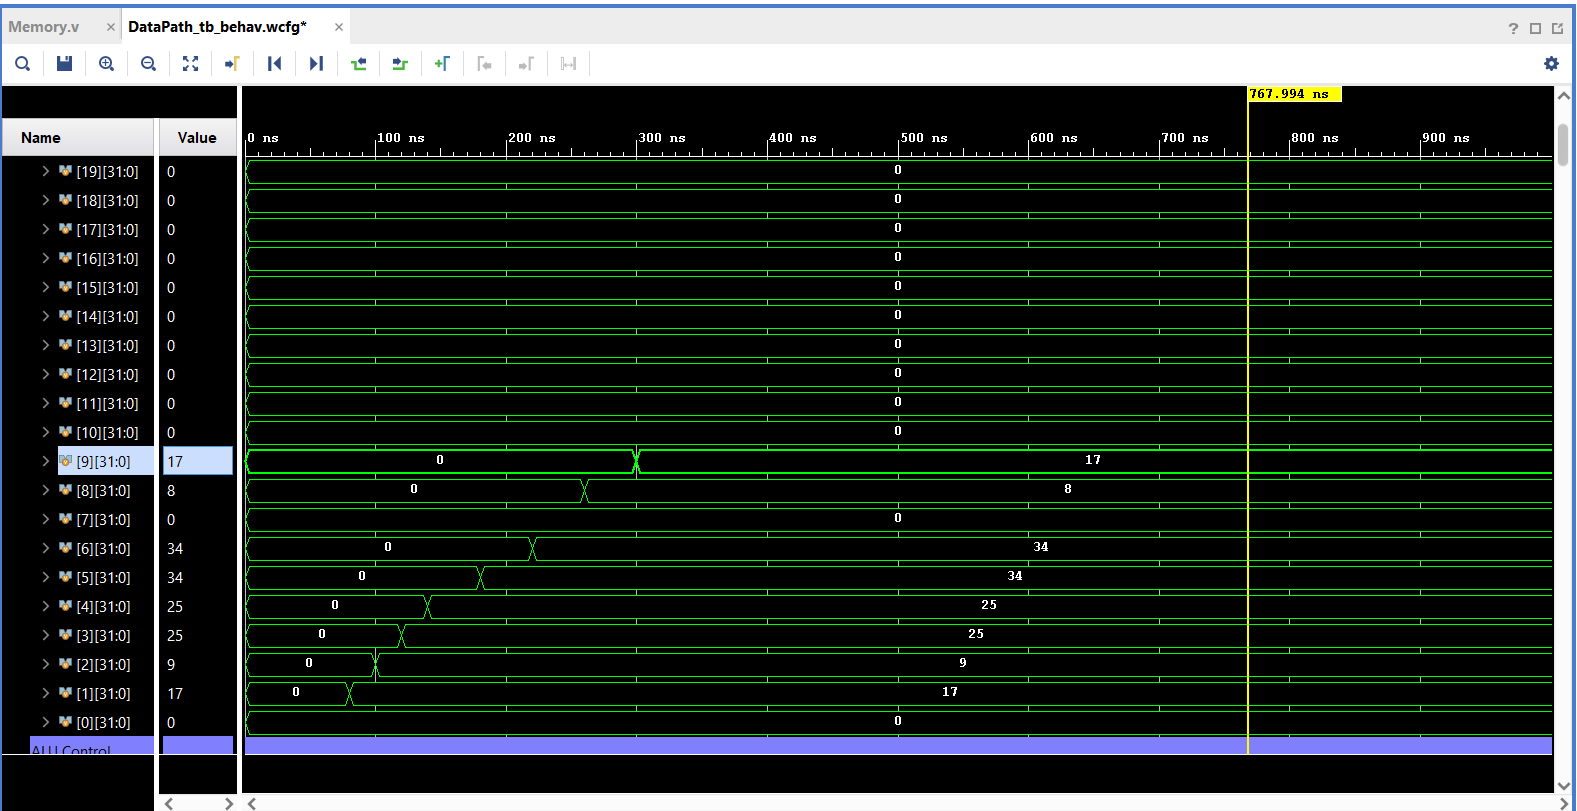 Memory.v × DataPath_tb_behav.wcfg* ×
?
767.994 ns
Name Value 0 ns 100 ns 200 ns 300 ns 400 ns 500 ns 600 ns 700 ns 800 ns 900 ns
[19][31:0] 0 0
[18][31:0] 0 0
[17][31:0] 0 0
[16][31:0] 0 0
[15][31:0] 0 0
[14][31:0] 0 0
[13][31:0] 0 0
[12][31:0] 0 0
[11][31:0] 0 0
[10][31:0] 0 0
[9][31:0] 17 0 17
[8][31:0] 8 0 8
[7][31:0] 0 0
[6][31:0] 34 0 34
[5][31:0] 34 0 34
[4][31:0] 25 0 25
[3][31:0] 25 0 25
[2][31:0] 9 0 9
[1][31:0] 17 0 17
[0][31:0] 0 0
ALU Control